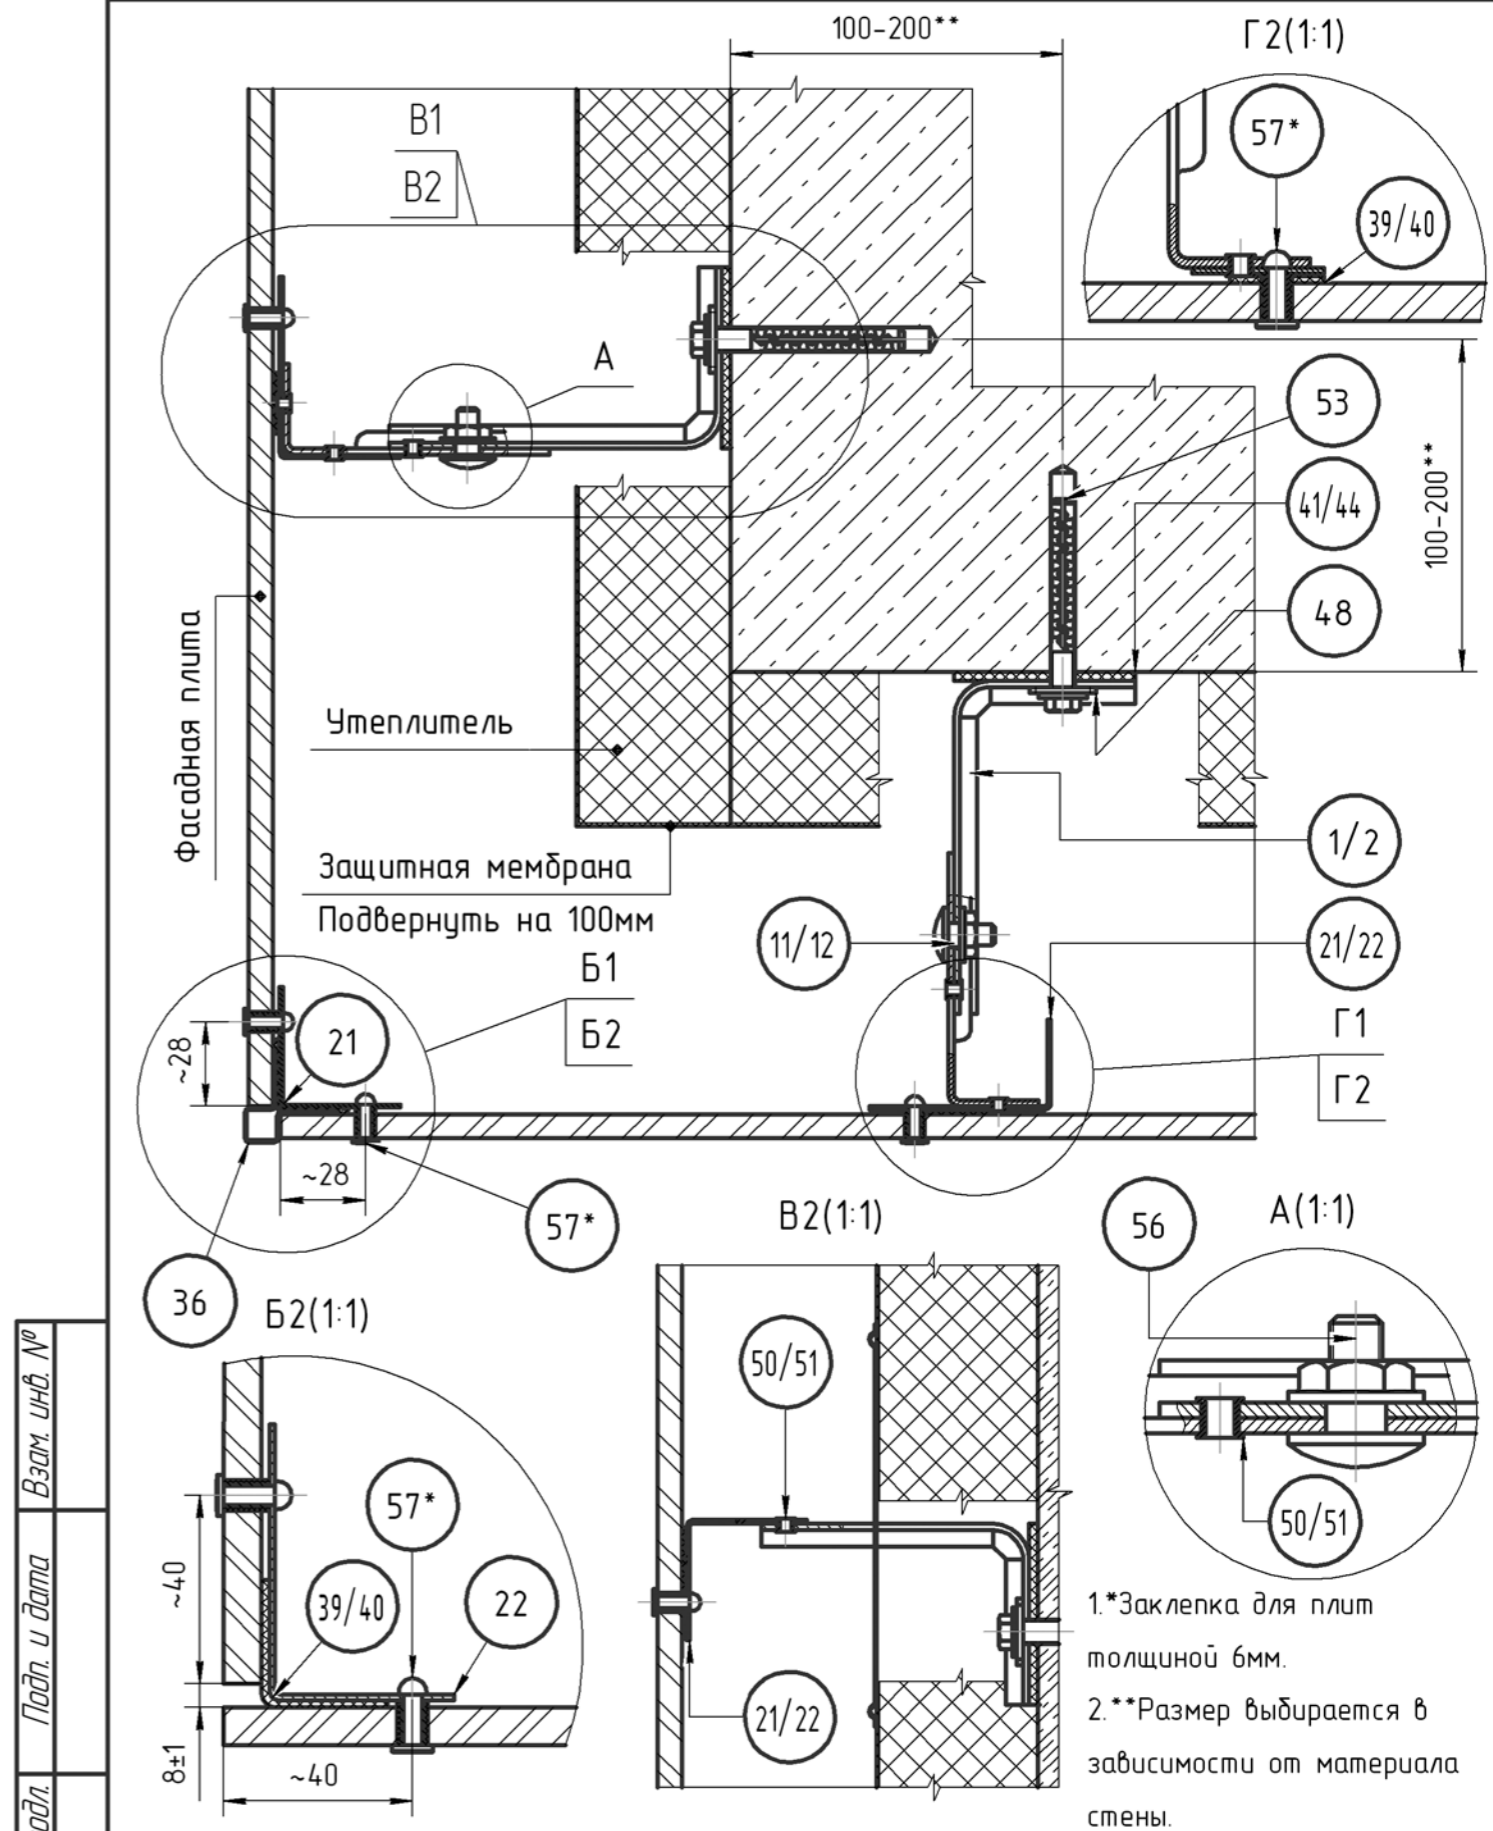 100-200**
Г2(1:1)
В1
В2
57*
39/40
А
53
41/44
100-200**
48
Фасадная плита
Утеплитель
1/2
Защитная мембрана
Подвернуть на 100мм
11/12
21/22
Б1
Б2
21
~28
Г1
Г2
~28
57*
36
В2(1:1)
56
А(1:1)
Б2(1:1)
50/51
Взам. инв. №
57*
50/51
~40
39/40
22
1.*Заклепка для плит
толщиной 6мм.
Подп. и дата
21/22
2.**Размер выбирается в
8±1
~40
зависимости от материала
стены.